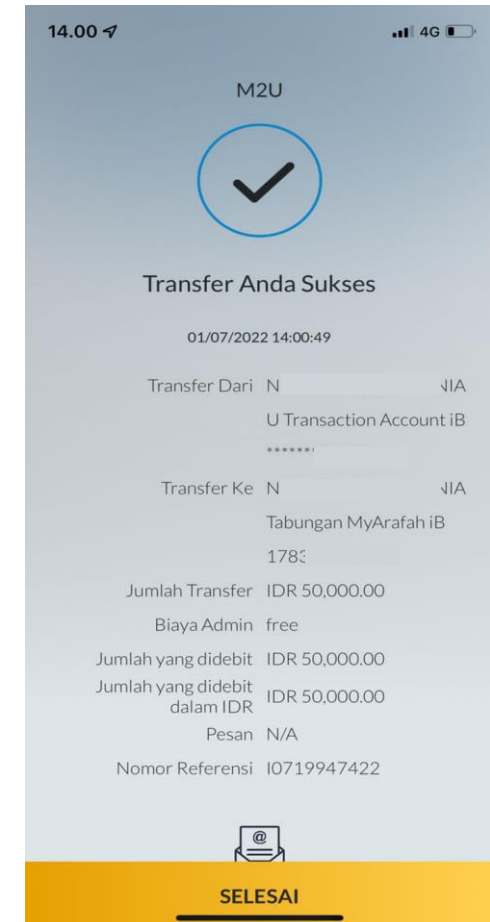 14.00
4G
M2U
Transfer Anda Sukses
01/07/2022 14:00:49
Transfer Dari N
U Transaction Account iB
******
Transfer Ke N
Tabungan MyArafah iB
1783
Jumlah Transfer IDR 50,000.00
Biaya Admin free
Jumlah yang didebit IDR 50,000.00
Jumlah yang didebit
dalam IDR IDR 50,000.00
Pesan N/A
Nomor Referensi I0719947422
@
SELESAI